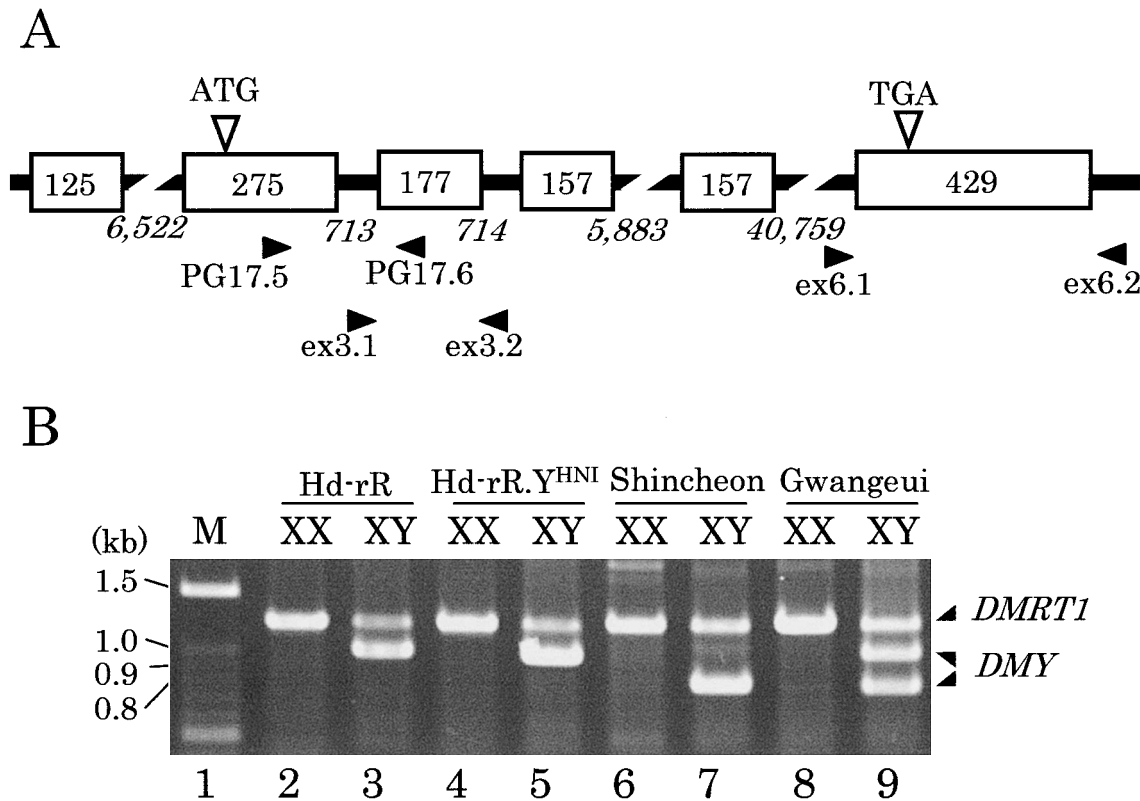 A
ATG
TGA
125
275
177
157
157
429
6,522
713
714
5,883
40,759
PG17.5
PG17.6
ex6.1
ex6.2
ex3.1
ex3.2
B
Hd-rR
Hd-rR.Y^HNI
Shincheon
Gwangeui
(kb)
M
XX
XY
XX
XY
XX
XY
XX
XY
1.5
1.0
0.9
0.8
DMRT1
DMY
1 2 3 4 5 6 7 8 9